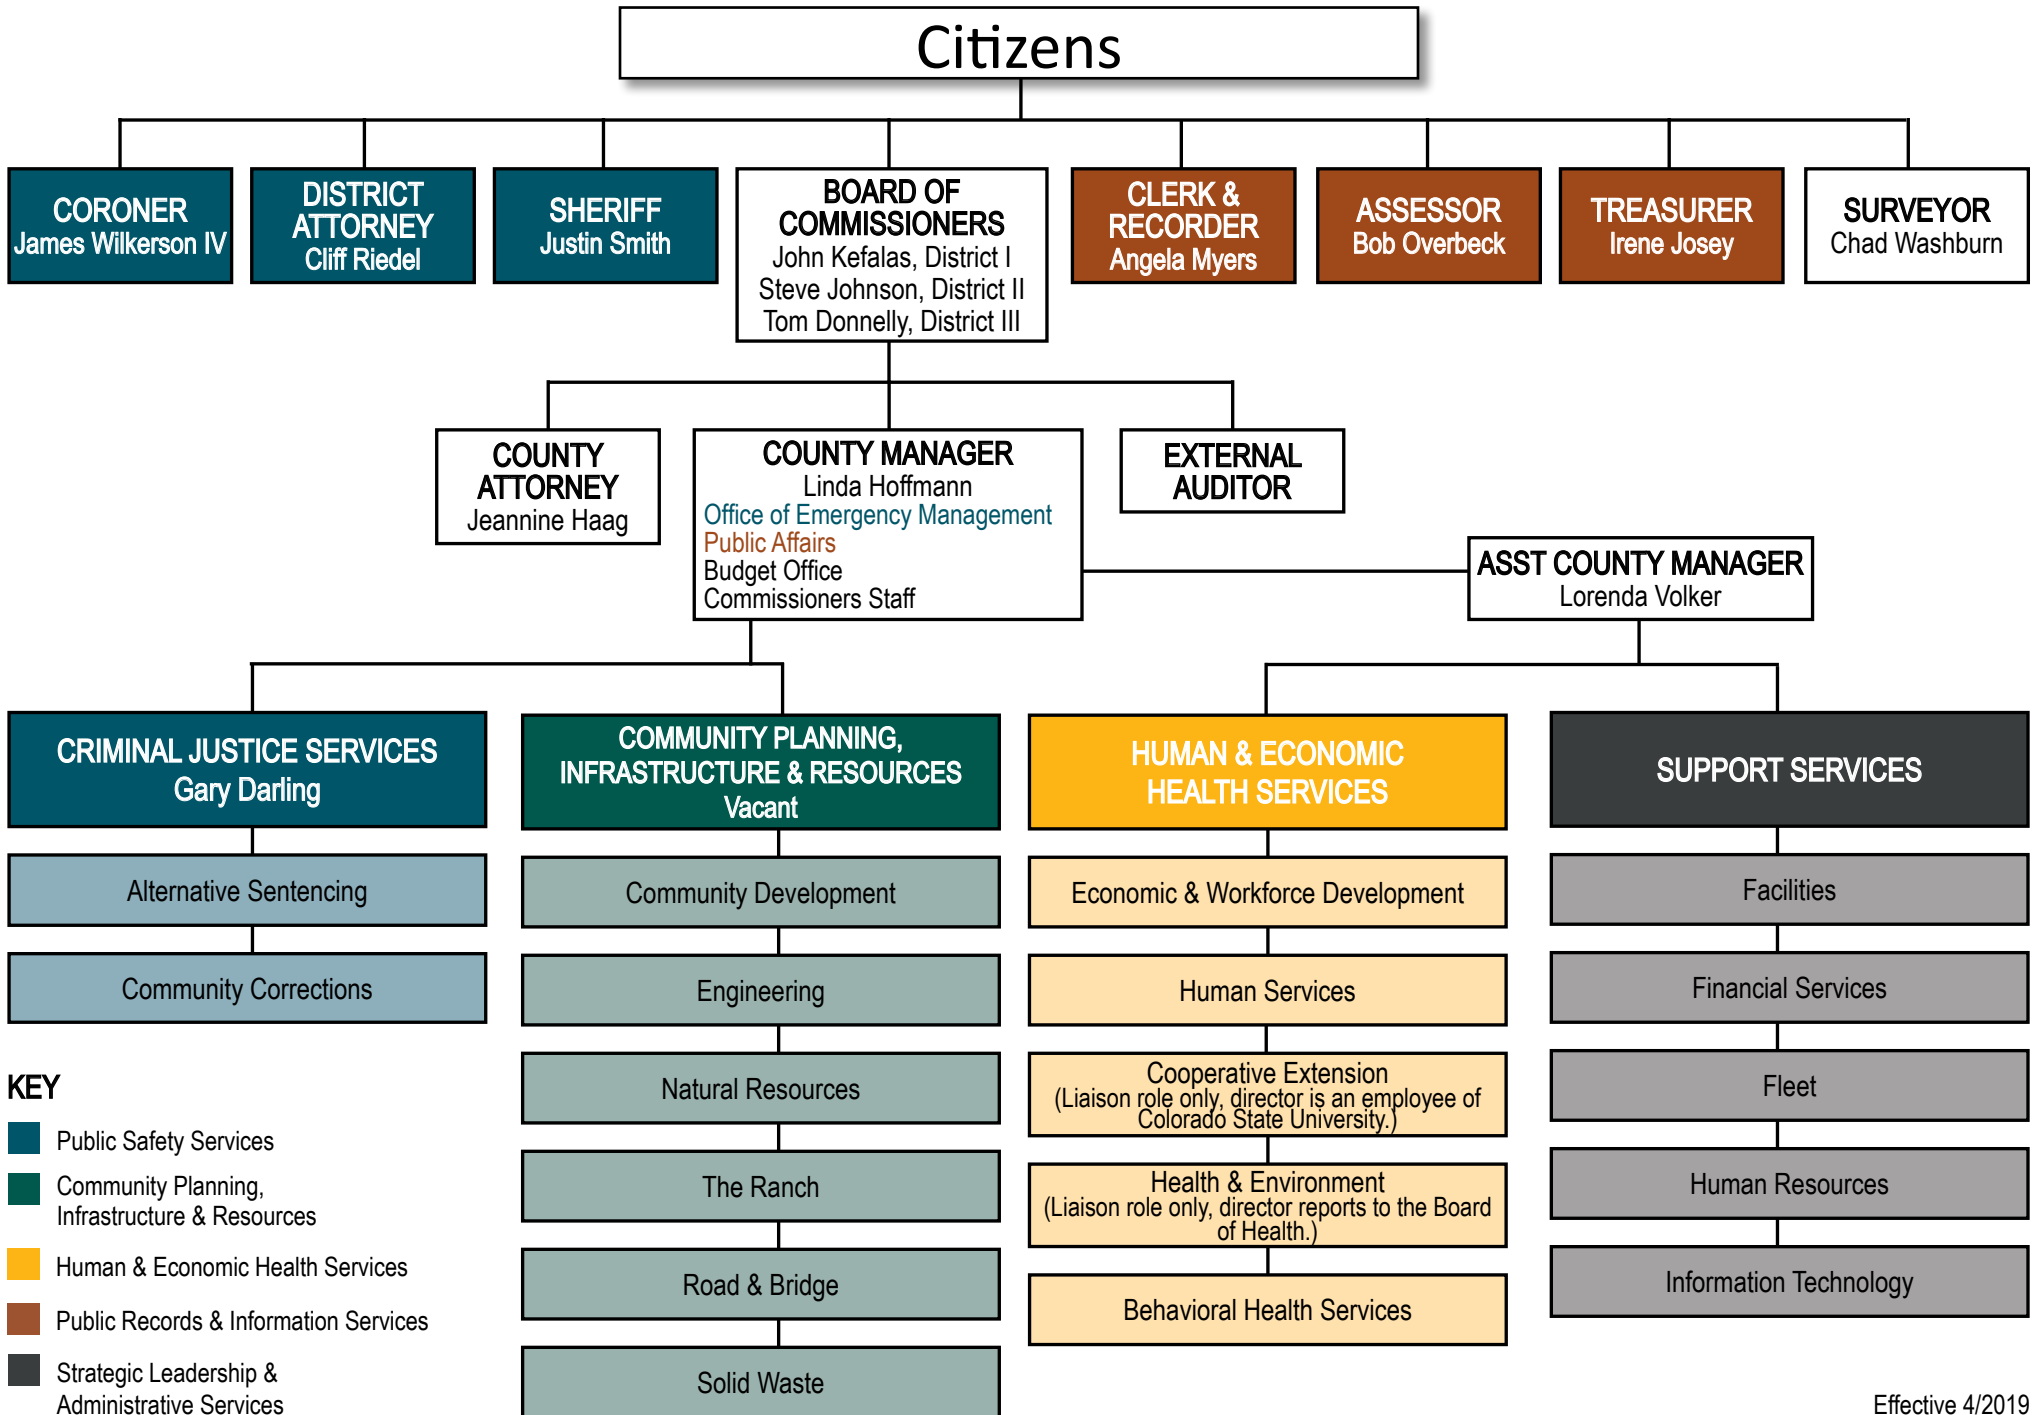 Citizens
CORONER
James Wilkerson IV
DISTRICT
ATTORNEY
Cliff Riedel
SHERIFF
Justin Smith
BOARD OF
COMMISSIONERS
John Kefalas, District I
Steve Johnson, District II
Tom Donnelly, District III
CLERK &
RECORDER
Angela Myers
ASSESSOR
Bob Overbeck
TREASURER
Irene Josey
SURVEYOR
Chad Washburn
COUNTY
ATTORNEY
Jeannine Haag
COUNTY MANAGER
Linda Hoffmann
Office of Emergency Management
Public Affairs
Budget Office
Commissioners Staff
EXTERNAL
AUDITOR
ASST COUNTY MANAGER
Lorenda Volker
CRIMINAL JUSTICE SERVICES
Gary Darling
Alternative Sentencing
Community Corrections
COMMUNITY PLANNING,
INFRASTRUCTURE & RESOURCES
Vacant
Community Development
Engineering
Natural Resources
The Ranch
Road & Bridge
Solid Waste
HUMAN & ECONOMIC
HEALTH SERVICES
Economic & Workforce Development
Human Services
Cooperative Extension
(Liaison role only, director is an employee of
Colorado State University.)
Health & Environment
(Liaison role only, director reports to the Board
of Health.)
Behavioral Health Services
SUPPORT SERVICES
Facilities
Financial Services
Fleet
Human Resources
Information Technology
KEY
Public Safety Services
Community Planning,
Infrastructure & Resources
Human & Economic Health Services
Public Records & Information Services
Strategic Leadership &
Administrative Services
Effective 4/2019